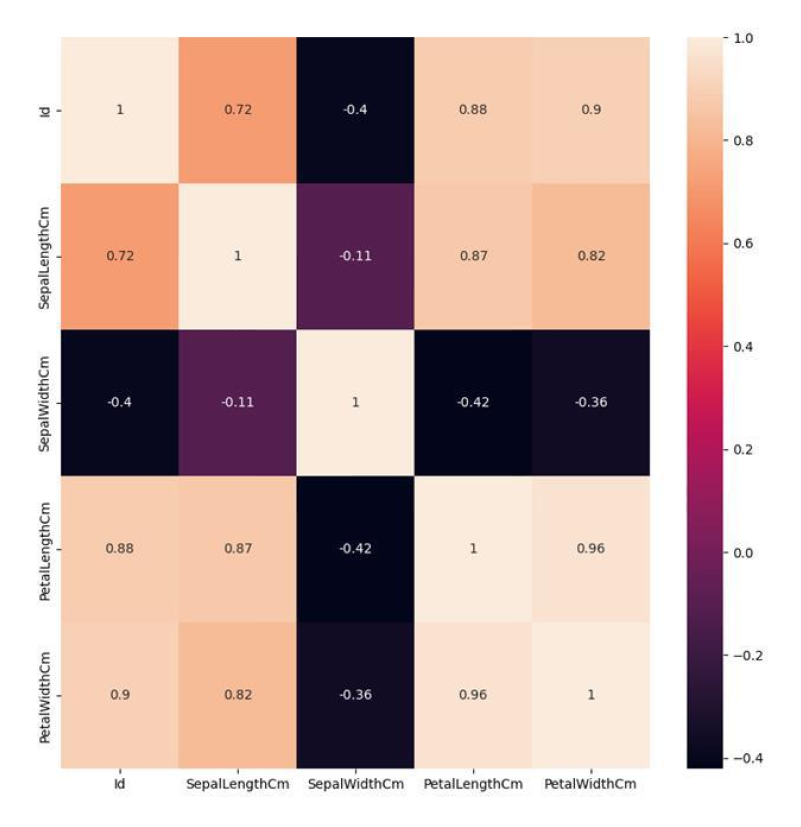 Id 1 0.72 -0.4 0.88 0.9
SepalLengthCm 0.72 1 -0.11 0.87 0.82
SepalWidthCm -0.4 -0.11 1 -0.42 -0.36
PetalLengthCm 0.88 0.87 -0.42 1 0.96
PetalWidthCm 0.9 0.82 -0.36 0.96 1
Id SepalLengthCm SepalWidthCm PetalLengthCm PetalWidthCm
1.0
0.8
0.6
0.4
0.2
0.0
−0.2
−0.4